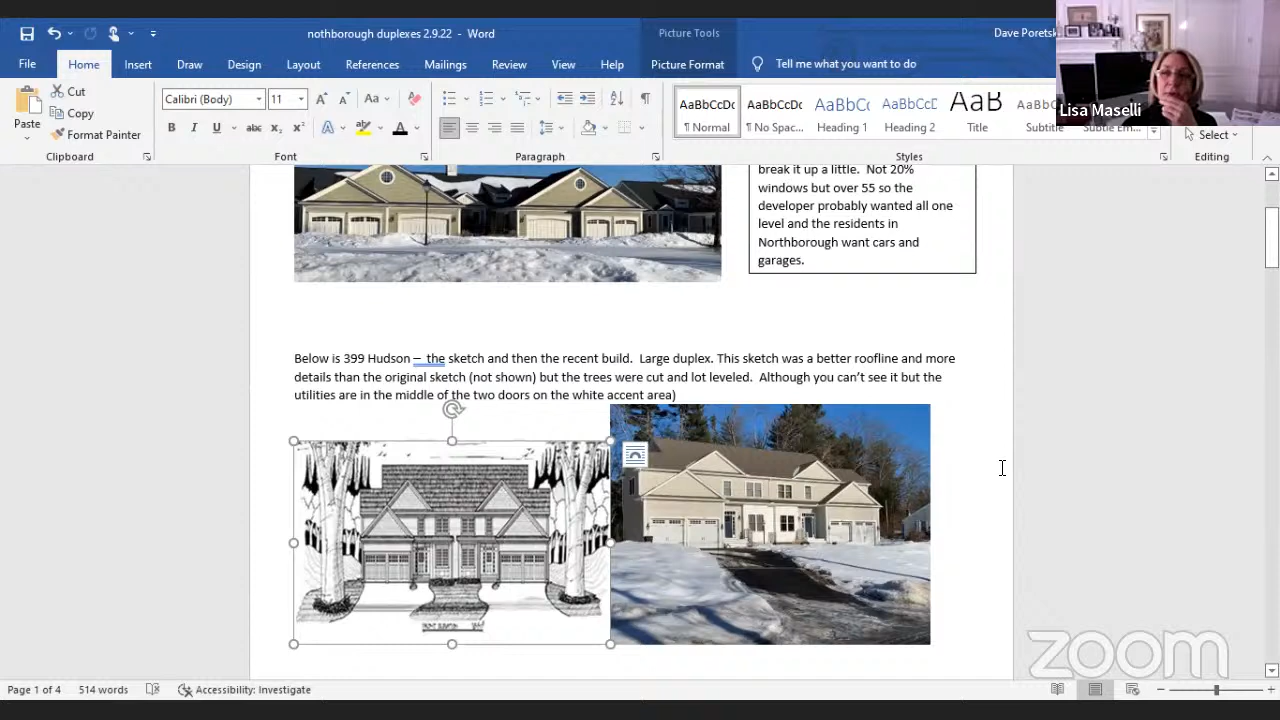 nothborough duplexes 2.9.22 - Word
Picture Tools
Dave Poretsk
File
Home
Insert
Draw
Design
Layout
References
Mailings
Review
View
Help
Picture Format
Tell me what you want to do
Lisa Maselli
Paste
Cut
Copy
Format Painter
Clipboard
Calibri (Body)
11
Font
Paragraph
AaBbCcDc
¶ Normal
AaBbCcDc
¶ No Spac...
AaBbCc
Heading 1
AaBbCcD
Heading 2
AaB
Title
AaBbCcD
Subtitle
Subtle Em...
Styles
Select
Editing
break it up a little. Not 20%
windows but over 55 so the
developer probably wanted all one
level and the residents in
Northborough want cars and
garages.
Below is 399 Hudson – the sketch and then the recent build. Large duplex. This sketch was a better roofline and more
details than the original sketch (not shown) but the trees were cut and lot leveled. Although you can't see it but the
utilities are in the middle of the two doors on the white accent area)
zoom
Page 1 of 4
514 words
Accessibility: Investigate